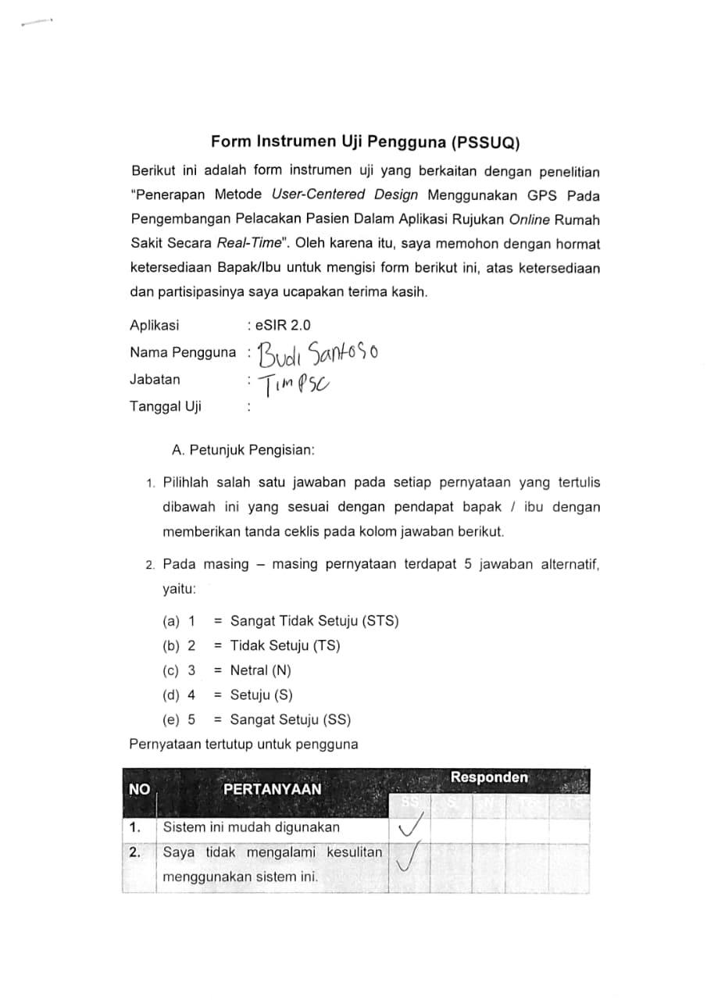 Form Instrumen Uji Pengguna (PSSUQ)
Berikut ini adalah form instrumen uji yang berkaitan dengan penelitian
"Penerapan Metode User-Centered Design Menggunakan GPS Pada
Pengembangan Pelacakan Pasien Dalam Aplikasi Rujukan Online Rumah
Sakit Secara Real-Time". Oleh karena itu, saya memohon dengan hormat
ketersediaan Bapak/Ibu untuk mengisi form berikut ini, atas ketersediaan
dan partisipasinya saya ucapakan terima kasih.
Aplikasi : eSIR 2.0
Nama Pengguna : Budi Santoso
Jabatan : Tim PSC
Tanggal Uji :
A. Petunjuk Pengisian:
1. Pilihlah salah satu jawaban pada setiap pernyataan yang tertulis
dibawah ini yang sesuai dengan pendapat bapak / ibu dengan
memberikan tanda ceklis pada kolom jawaban berikut.
2. Pada masing – masing pernyataan terdapat 5 jawaban alternatif,
yaitu:
(a) 1 = Sangat Tidak Setuju (STS)
(b) 2 = Tidak Setuju (TS)
(c) 3 = Netral (N)
(d) 4 = Setuju (S)
(e) 5 = Sangat Setuju (SS)
Pernyataan tertutup untuk pengguna
NO PERTANYAAN Responden
SS S N TS STS
1. Sistem ini mudah digunakan ✓
2. Saya tidak mengalami kesulitan ✓
menggunakan sistem ini.